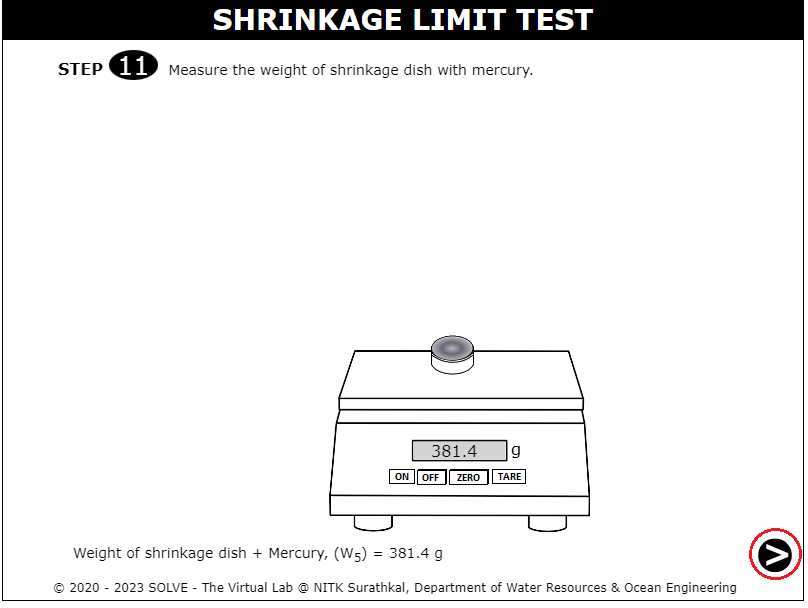 SHRINKAGE LIMIT TEST
STEP 11 Measure the weight of shrinkage dish with mercury.
381.4 g
ON OFF ZERO TARE
Weight of shrinkage dish + Mercury, (W5) = 381.4 g
>
© 2020 - 2023 SOLVE - The Virtual Lab @ NITK Surathkal, Department of Water Resources & Ocean Engineering